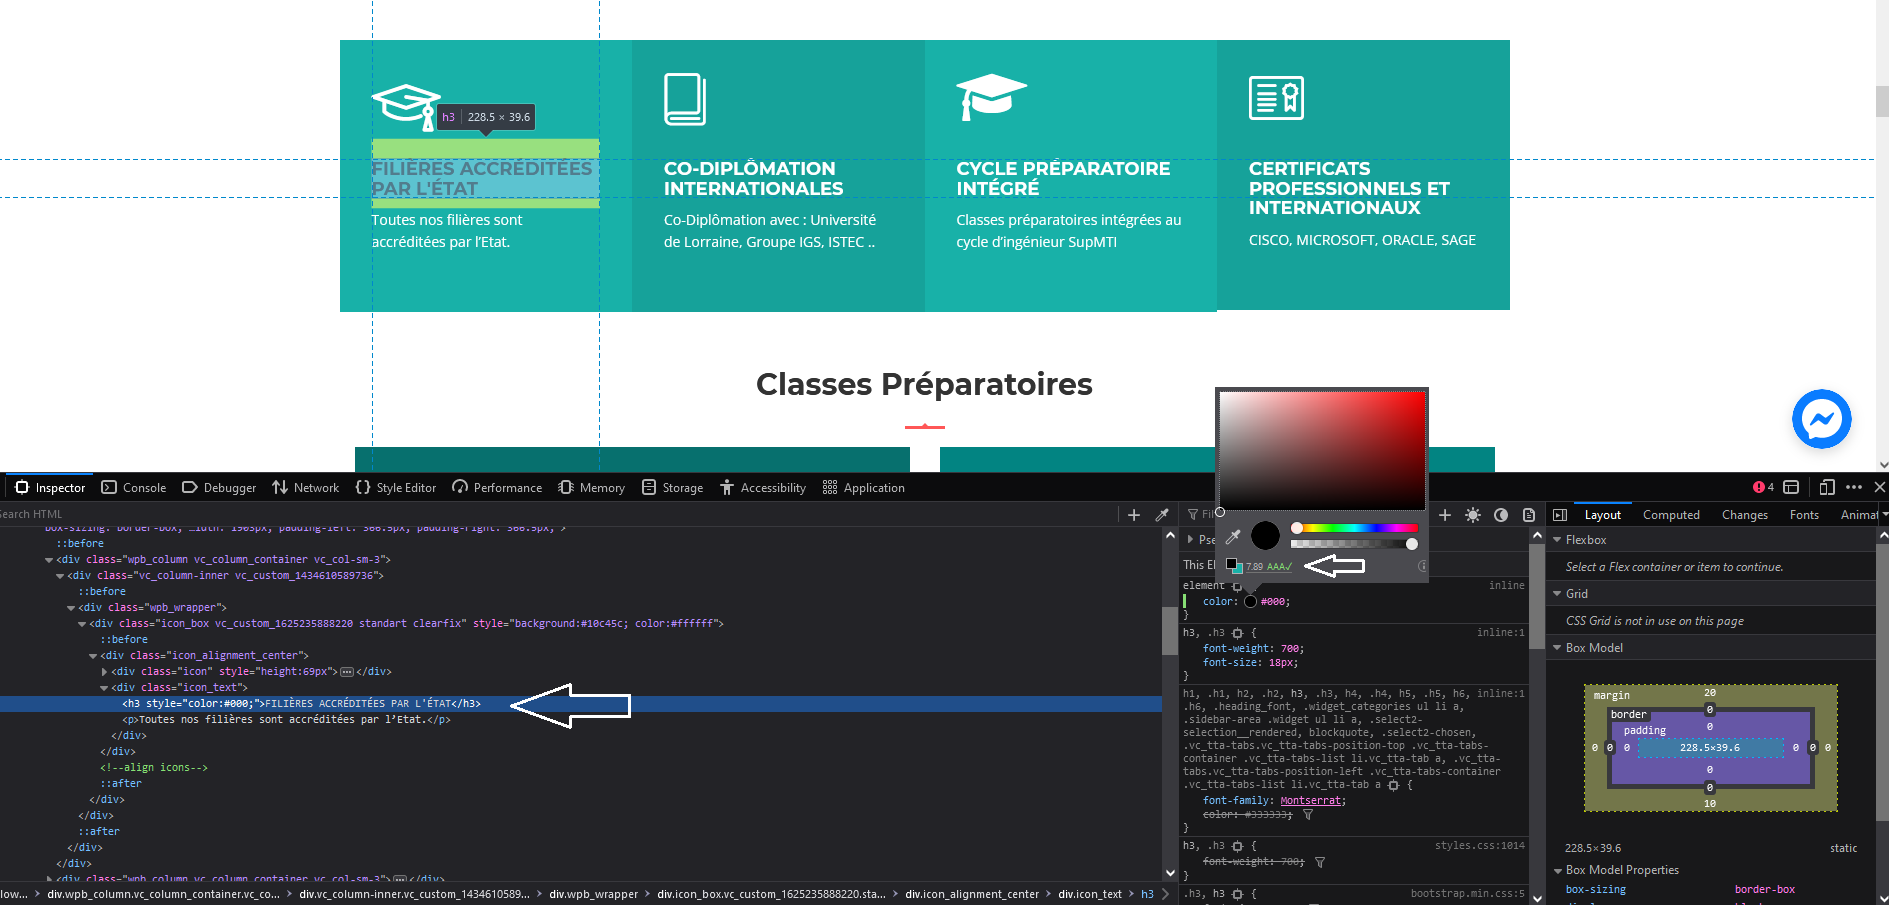 h3 228.5 × 39.6
FILIÈRES ACCRÉDITÉES
PAR L'ÉTAT
Toutes nos filières sont
accréditées par l’Etat.
CO-DIPLÔMATION
INTERNATIONALES
Co-Diplômation avec : Université
de Lorraine, Groupe IGS, ISTEC ..
CYCLE PRÉPARATOIRE
INTÉGRÉ
Classes préparatoires intégrées au
cycle d’ingénieur SupMTI
CERTIFICATS
PROFESSIONNELS ET
INTERNATIONAUX
CISCO, MICROSOFT, ORACLE, SAGE
Classes Préparatoires
Inspector Console Debugger Network Style Editor Performance Memory Storage Accessibility Application 4
Search HTML
::before
<div class="wpb_column vc_column_container vc_col-sm-3">
<div class="vc_column-inner vc_custom_1434610589736">
::before
<div class="wpb_wrapper">
<div class="icon_box vc_custom_1625235888220 standart clearfix" style="background:#10c45c; color:#ffffff">
::before
<div class="icon_alignment_center">
<div class="icon" style="height:69px"></div>
<div class="icon_text">
<h3 style="color:#000;">FILIÈRES ACCRÉDITÉES PAR L'ÉTAT</h3>
<p>Toutes nos filières sont accréditées par l’Etat.</p>
</div>
</div>
<!--align icons-->
::after
</div>
</div>
::after
</div>
</div>
<div class="wpb_column vc_column_container vc_col-sm-3"></div>
low... div.wpb_column.vc_column_container.vc_co... div.vc_column-inner.vc_custom_1434610589... div.wpb_wrapper div.icon_box.vc_custom_1625235888220.sta... div.icon_alignment_center div.icon_text h3
Fil
Pse
This El
7.89 AAA✓
element { inline
color: #000;
}
h3, .h3 { inline:1
font-weight: 700;
font-size: 18px;
}
h1, .h1, h2, .h2, h3, .h3, h4, .h4, h5, .h5, h6, inline:1
.h6, .heading_font, .widget_categories ul li a,
.sidebar-area .widget ul li a, .select2-
selection__rendered, blockquote, .select2-chosen,
.vc_tta-tabs.vc_tta-tabs-position-top .vc_tta-tabs-
container .vc_tta-tabs-list li.vc_tta-tab a, .vc_tta-
tabs.vc_tta-tabs-position-left .vc_tta-tabs-container
.vc_tta-tabs-list li.vc_tta-tab a {
font-family: Montserrat;
color: #333333;
}
h3, .h3 { styles.css:1014
font-weight: 700;
}
.h3, h3 { bootstrap.min.css:5
Layout Computed Changes Fonts Animat
Flexbox
Select a Flex container or item to continue.
Grid
CSS Grid is not in use on this page
Box Model
margin 20
border 0
padding 0
0 0 0 228.5×39.6 0 0 0
0
0
10
228.5×39.6 static
Box Model Properties
box-sizing border-box